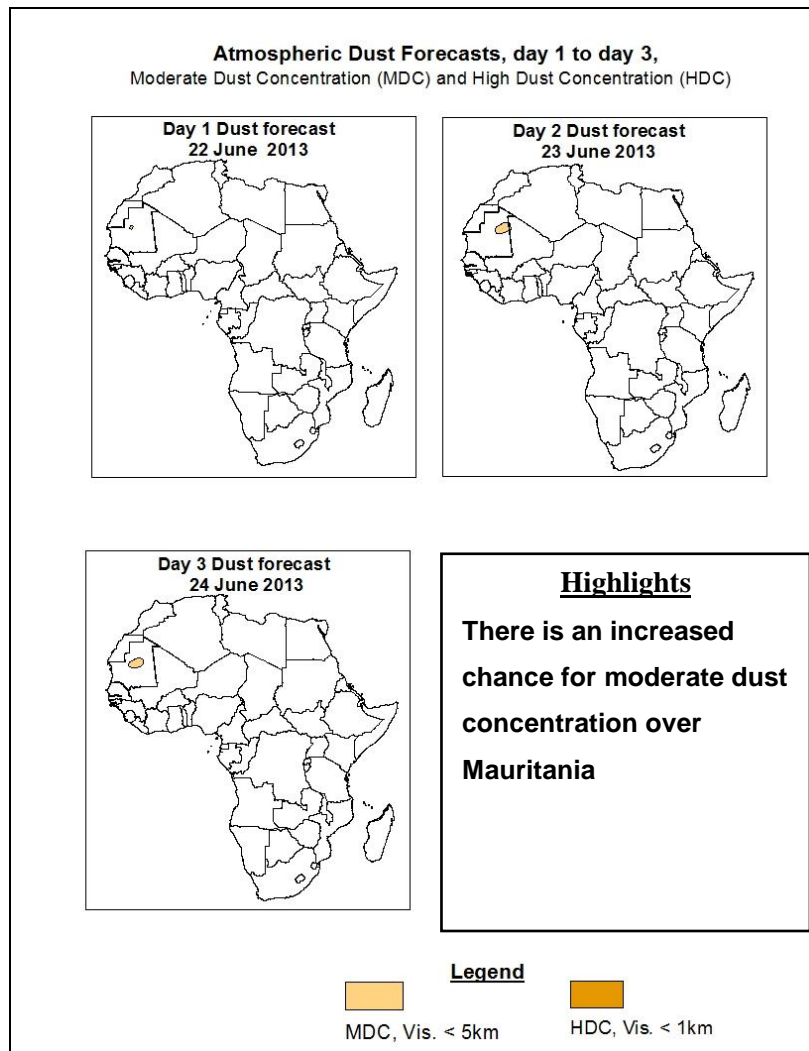 Atmospheric Dust Forecasts, day 1 to day 3,
Moderate Dust Concentration (MDC) and High Dust Concentration (HDC)
Day 1 Dust forecast
22 June 2013
Day 2 Dust forecast
23 June 2013
Day 3 Dust forecast
24 June 2013
Highlights
There is an increased
chance for moderate dust
concentration over
Mauritania
Legend
MDC, Vis. < 5km
HDC, Vis. < 1km